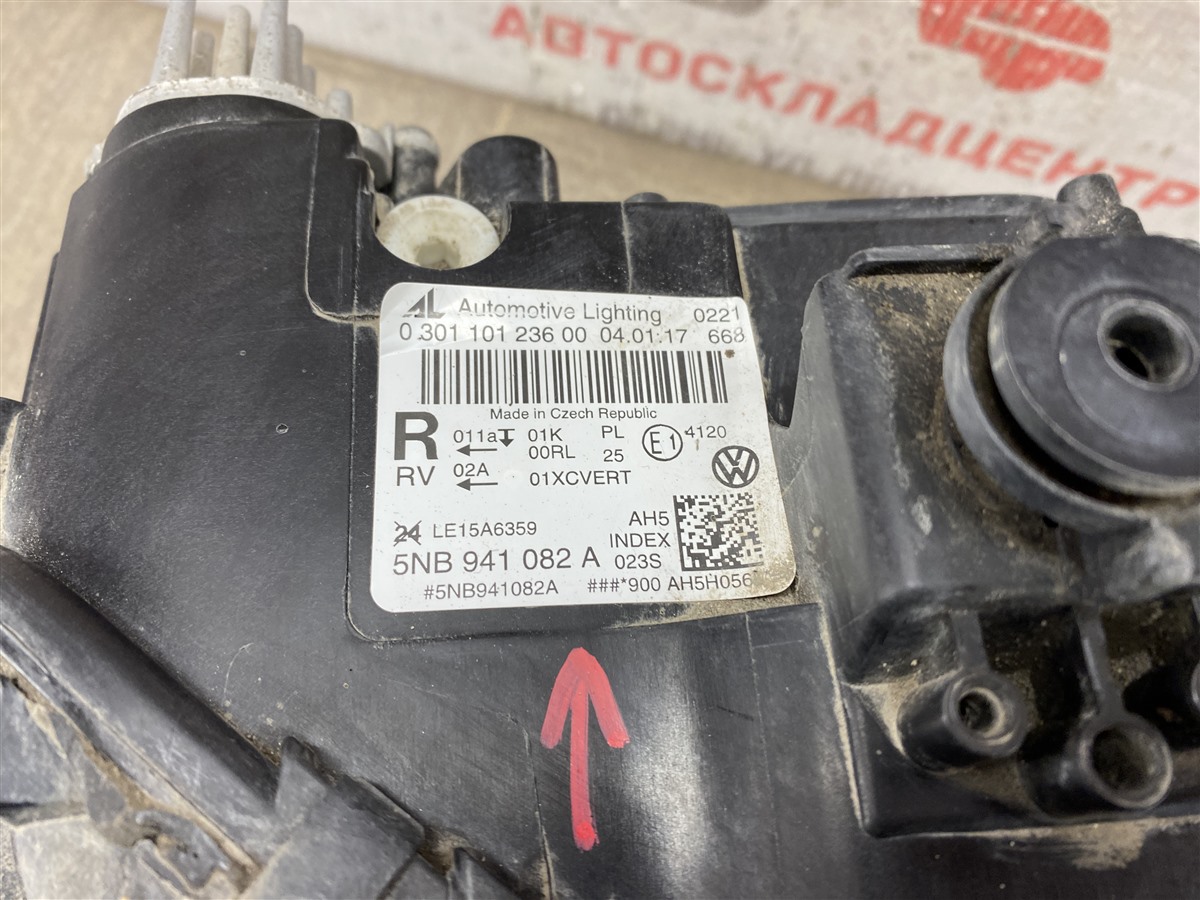 АВТОСКЛАДЦЕНТР
AL Automotive Lighting 0221
0 301 101 236 00 04.01.17 668
Made in Czech Republic
R 011a 01K PL E1 4120
00RL 25
RV 02A 01XCVERT
24 LE15A6359 AH5
INDEX
5NB 941 082 A 023S
#5NB941082A ###*900 AH5H056